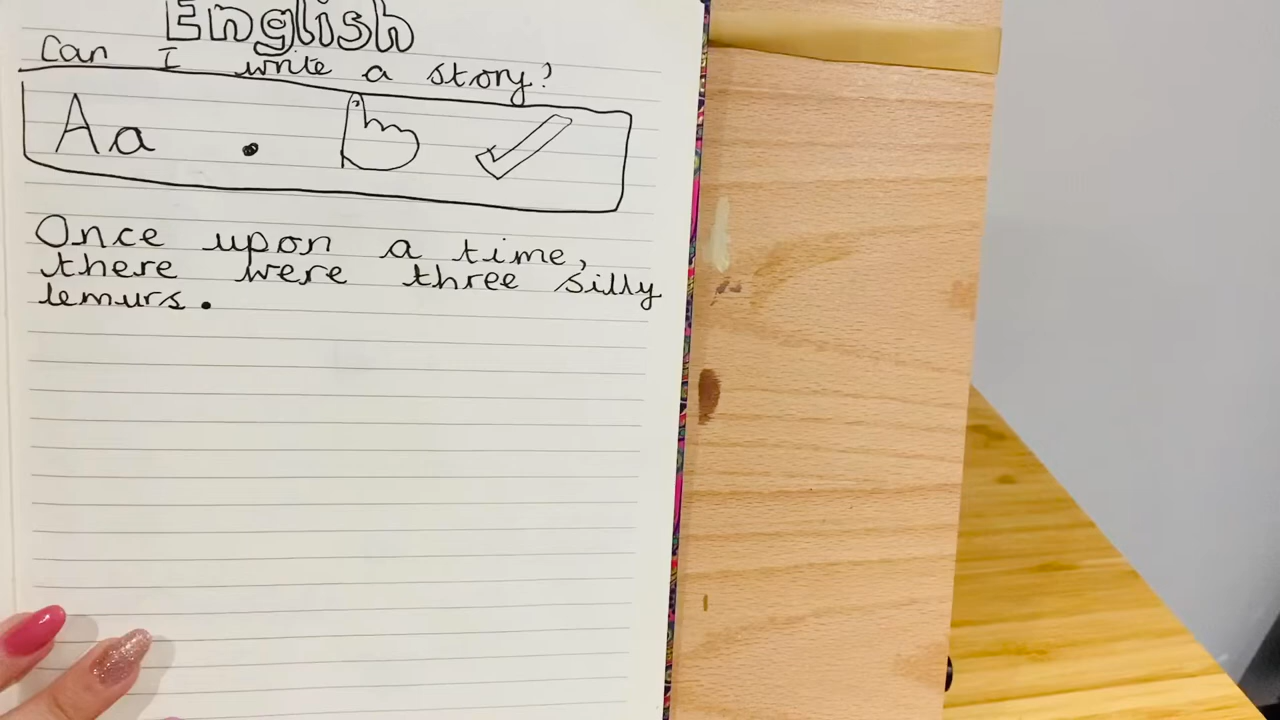 English
Can I write a story?
Aa .
Once upon a time,
there were three silly
lemurs.